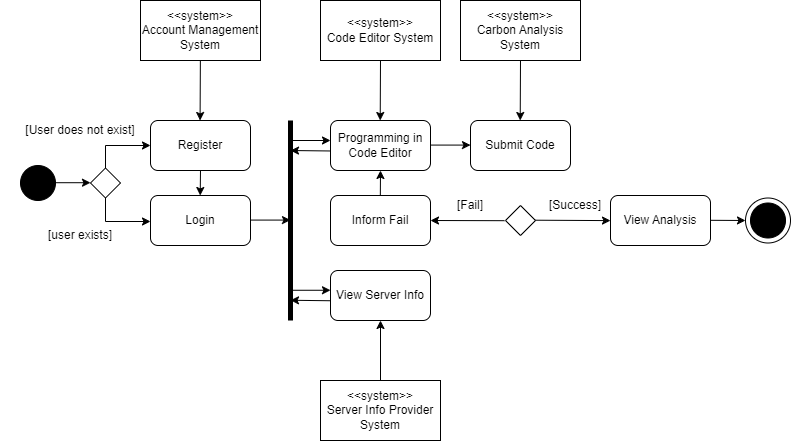 <<system>>
Account Management
System
<<system>>
Code Editor System
<<system>>
Carbon Analysis
System
[User does not exist]
Register
Programming in
Code Editor
Submit Code
[user exists]
Login
Inform Fail
[Fail]
[Success]
View Analysis
View Server Info
<<system>>
Server Info Provider
System